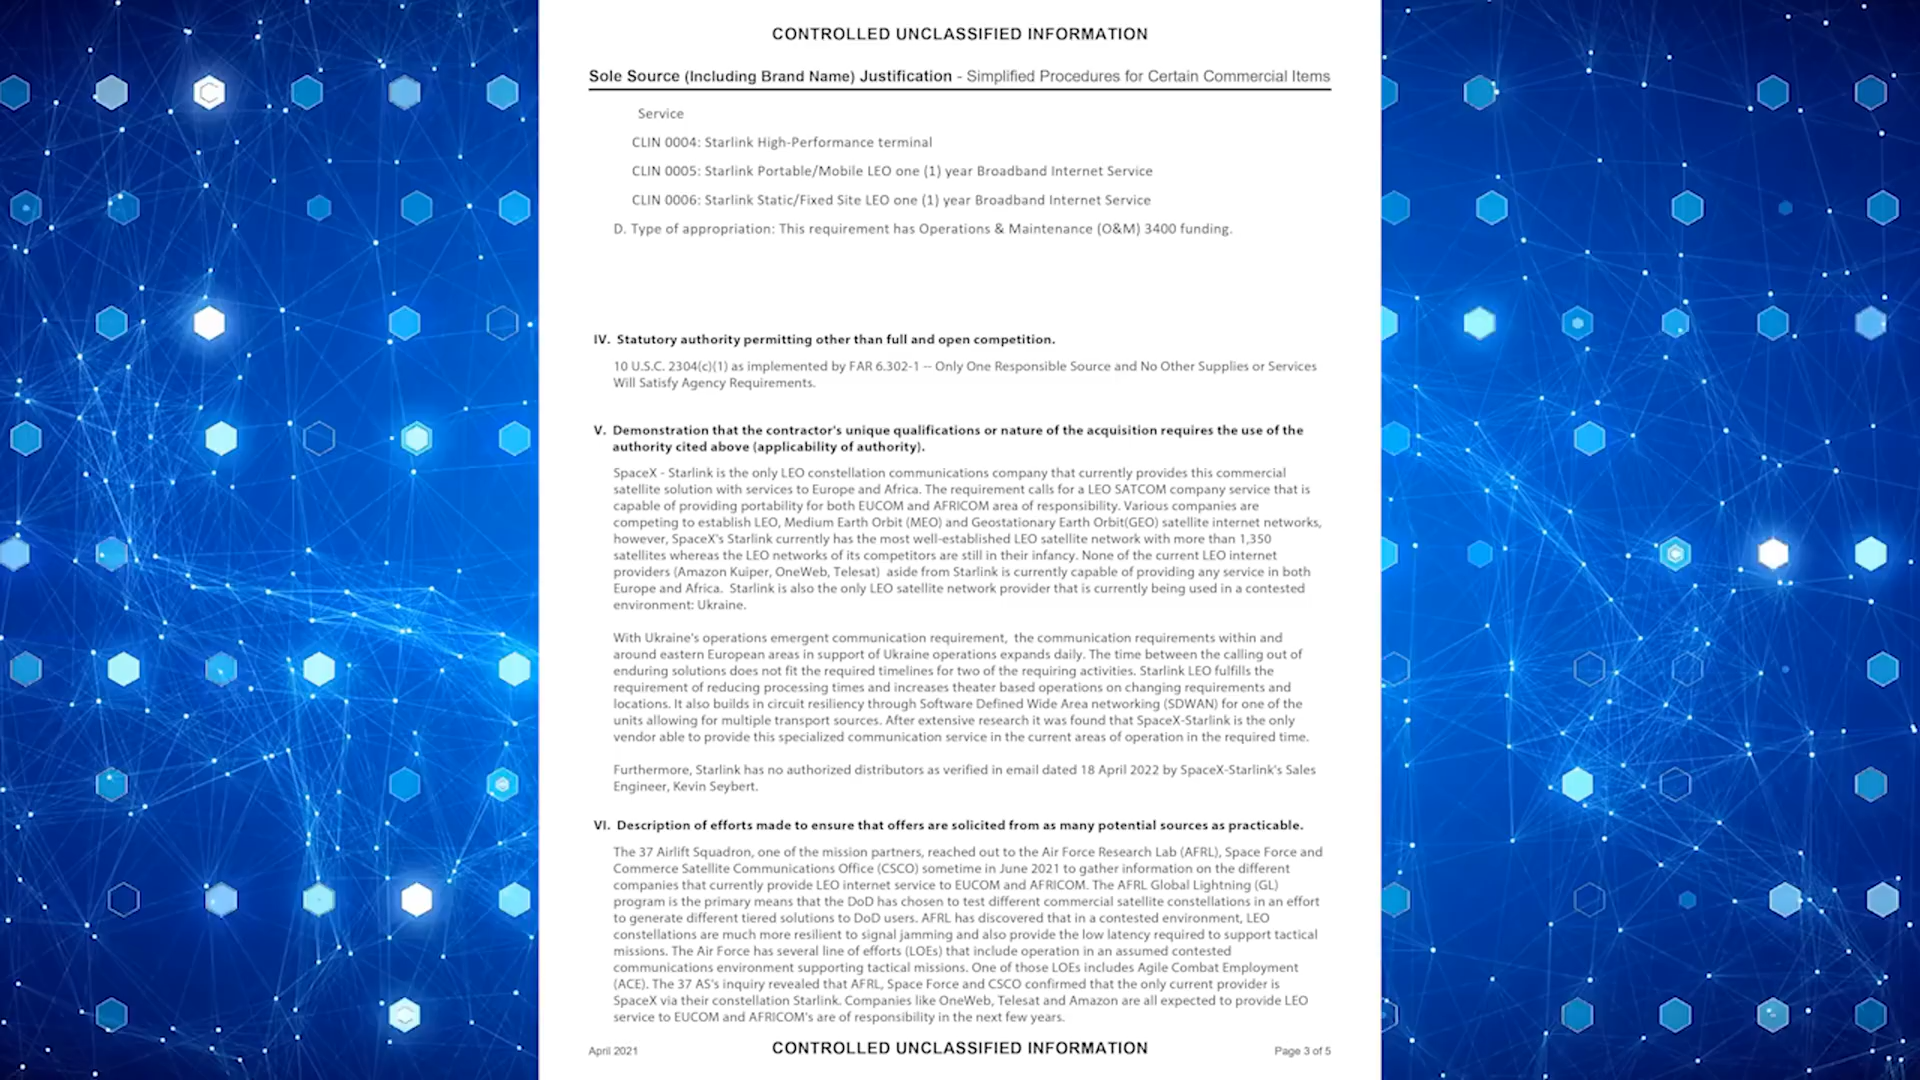 CONTROLLED UNCLASSIFIED INFORMATION
Sole Source (Including Brand Name) Justification - Simplified Procedures for Certain Commercial Items
Service
CLIN 0004: Starlink High-Performance terminal
CLIN 0005: Starlink Portable/Mobile LEO one (1) year Broadband Internet Service
CLIN 0006: Starlink Static/Fixed Site LEO one (1) year Broadband Internet Service
D. Type of appropriation: This requirement has Operations & Maintenance (O&M) 3400 funding.
IV. Statutory authority permitting other than full and open competition.
10 U.S.C. 2304(c)(1) as implemented by FAR 6.302-1 -- Only One Responsible Source and No Other Supplies or Services
Will Satisfy Agency Requirements.
V. Demonstration that the contractor's unique qualifications or nature of the acquisition requires the use of the
authority cited above (applicability of authority).
SpaceX - Starlink is the only LEO constellation communications company that currently provides this commercial
satellite solution with services to Europe and Africa. The requirement calls for a LEO SATCOM company service that is
capable of providing portability for both EUCOM and AFRICOM area of responsibility. Various companies are
competing to establish LEO, Medium Earth Orbit (MEO) and Geostationary Earth Orbit(GEO) satellite internet networks,
however, SpaceX's Starlink currently has the most well-established LEO satellite network with more than 1,350
satellites whereas the LEO networks of its competitors are still in their infancy. None of the current LEO internet
providers (Amazon Kuiper, OneWeb, Telesat) aside from Starlink is currently capable of providing any service in both
Europe and Africa. Starlink is also the only LEO satellite network provider that is currently being used in a contested
environment: Ukraine.
With Ukraine's operations emergent communication requirement, the communication requirements within and
around eastern European areas in support of Ukraine operations expands daily. The time between the calling out of
enduring solutions does not fit the required timelines for two of the requiring activities. Starlink LEO fulfills the
requirement of reducing processing times and increases theater based operations on changing requirements and
locations. It also builds in circuit resiliency through Software Defined Wide Area networking (SDWAN) for one of the
units allowing for multiple transport sources. After extensive research it was found that SpaceX-Starlink is the only
vendor able to provide this specialized communication service in the current areas of operation in the required time.
Furthermore, Starlink has no authorized distributors as verified in email dated 18 April 2022 by SpaceX-Starlink's Sales
Engineer, Kevin Seybert.
VI. Description of efforts made to ensure that offers are solicited from as many potential sources as practicable.
The 37 Airlift Squadron, one of the mission partners, reached out to the Air Force Research Lab (AFRL), Space Force and
Commerce Satellite Communications Office (CSCO) sometime in June 2021 to gather information on the different
companies that currently provide LEO internet service to EUCOM and AFRICOM. The AFRL Global Lightning (GL)
program is the primary means that the DoD has chosen to test different commercial satellite constellations in an effort
to generate different tiered solutions to DoD users. AFRL has discovered that in a contested environment, LEO
constellations are much more resilient to signal jamming and also provide the low latency required to support tactical
missions. The Air Force has several line of efforts (LOEs) that include operation in an assumed contested
communications environment supporting tactical missions. One of those LOEs includes Agile Combat Employment
(ACE). The 37 AS's inquiry revealed that AFRL, Space Force and CSCO confirmed that the only current provider is
SpaceX via their constellation Starlink. Companies like OneWeb, Telesat and Amazon are all expected to provide LEO
service to EUCOM and AFRICOM's are of responsibility in the next few years.
April 2021
CONTROLLED UNCLASSIFIED INFORMATION
Page 3 of 5